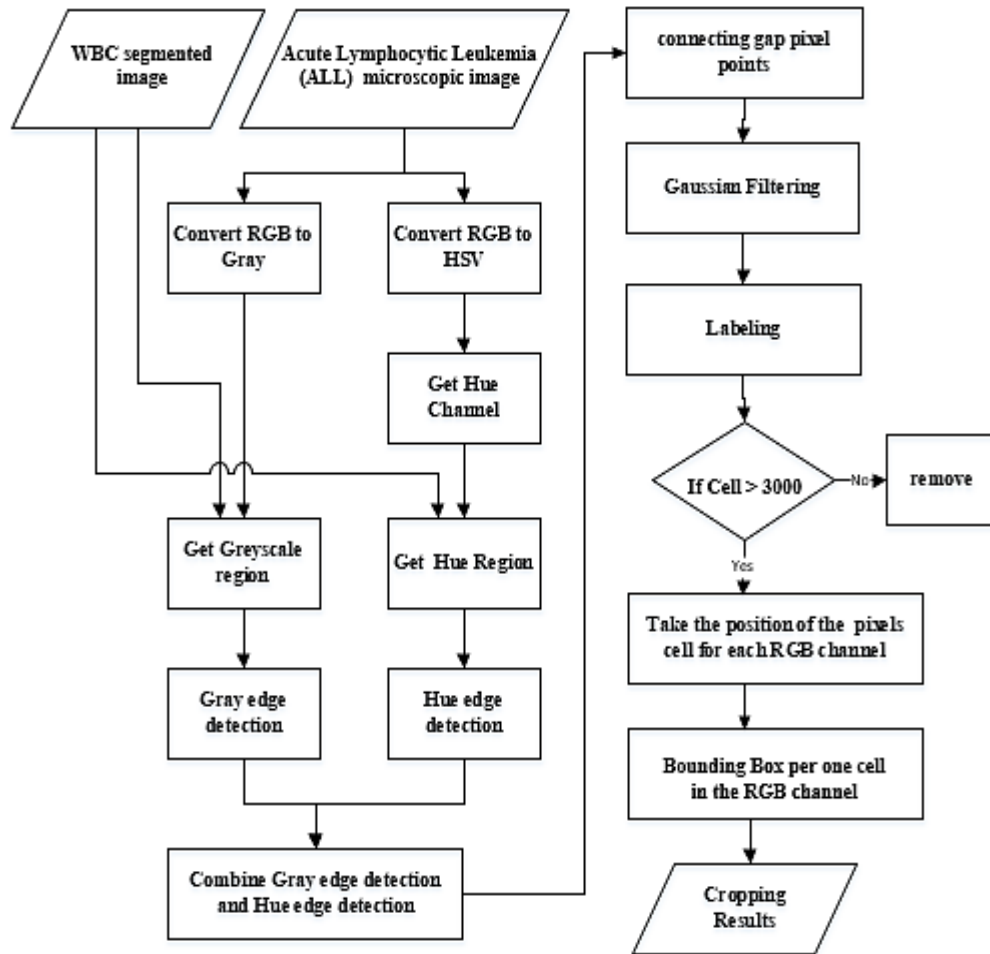 WBC segmented
image
Acute Lymphocytic Leukemia
(ALL) microscopic image
Convert RGB to
Gray
Convert RGB to
HSV
Get Hue
Channel
Get Greyscale
region
Get Hue Region
Gray edge
detection
Hue edge
detection
Combine Gray edge detection
and Hue edge detection
connecting gap pixel
points
Gaussian Filtering
Labeling
If Cell > 3000
No
remove
Yes
Take the position of the pixels
cell for each RGB channel
Bounding Box per one cell
in the RGB channel
Cropping
Results